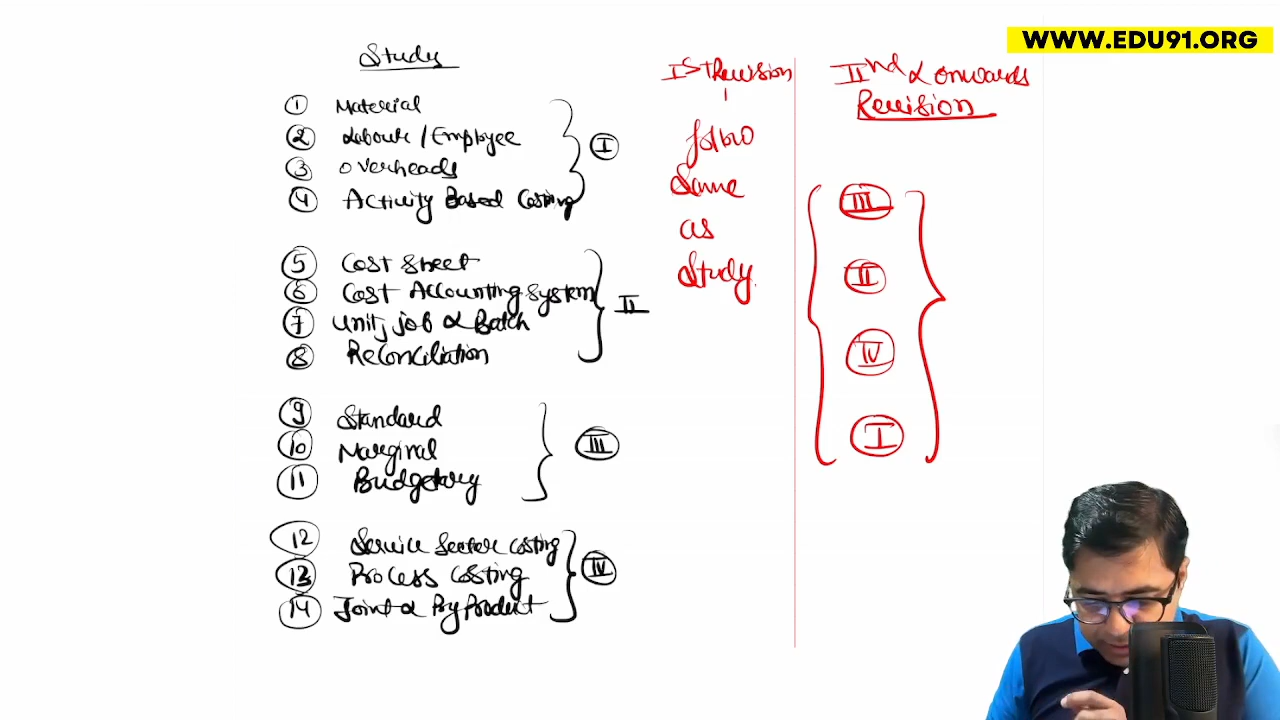 WWW.EDU91.ORG
Study
1 Material
2 Labour / Employee
3 Overheads
4 Activity Based Costing
I
5 Cost Sheet
6 Cost Accounting System
7 Unit, job & Batch
8 Reconciliation
II
9 Standard
10 Marginal
11 Budgetary
III
12 Service Sector Costing
13 Process Costing
14 Joint & By Product
IV
Ist Revision
follow
Same
as
Study.
IInd & onwards
Revision
III
II
IV
I